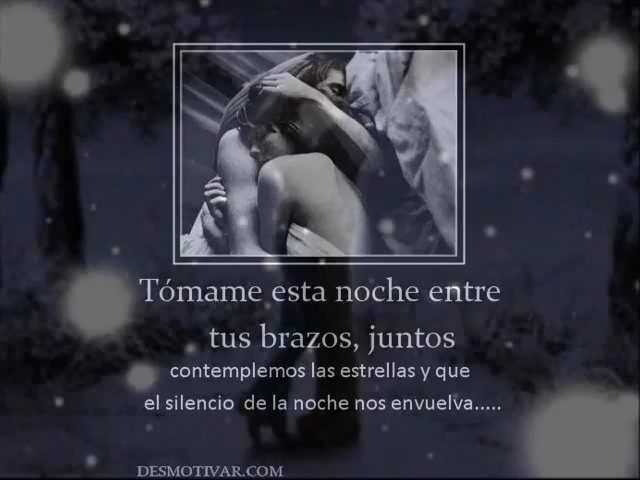 Tómame esta noche entre
tus brazos, juntos
contemplemos las estrellas y que
el silencio de la noche nos envuelva.....
DESMOTIVAR.COM